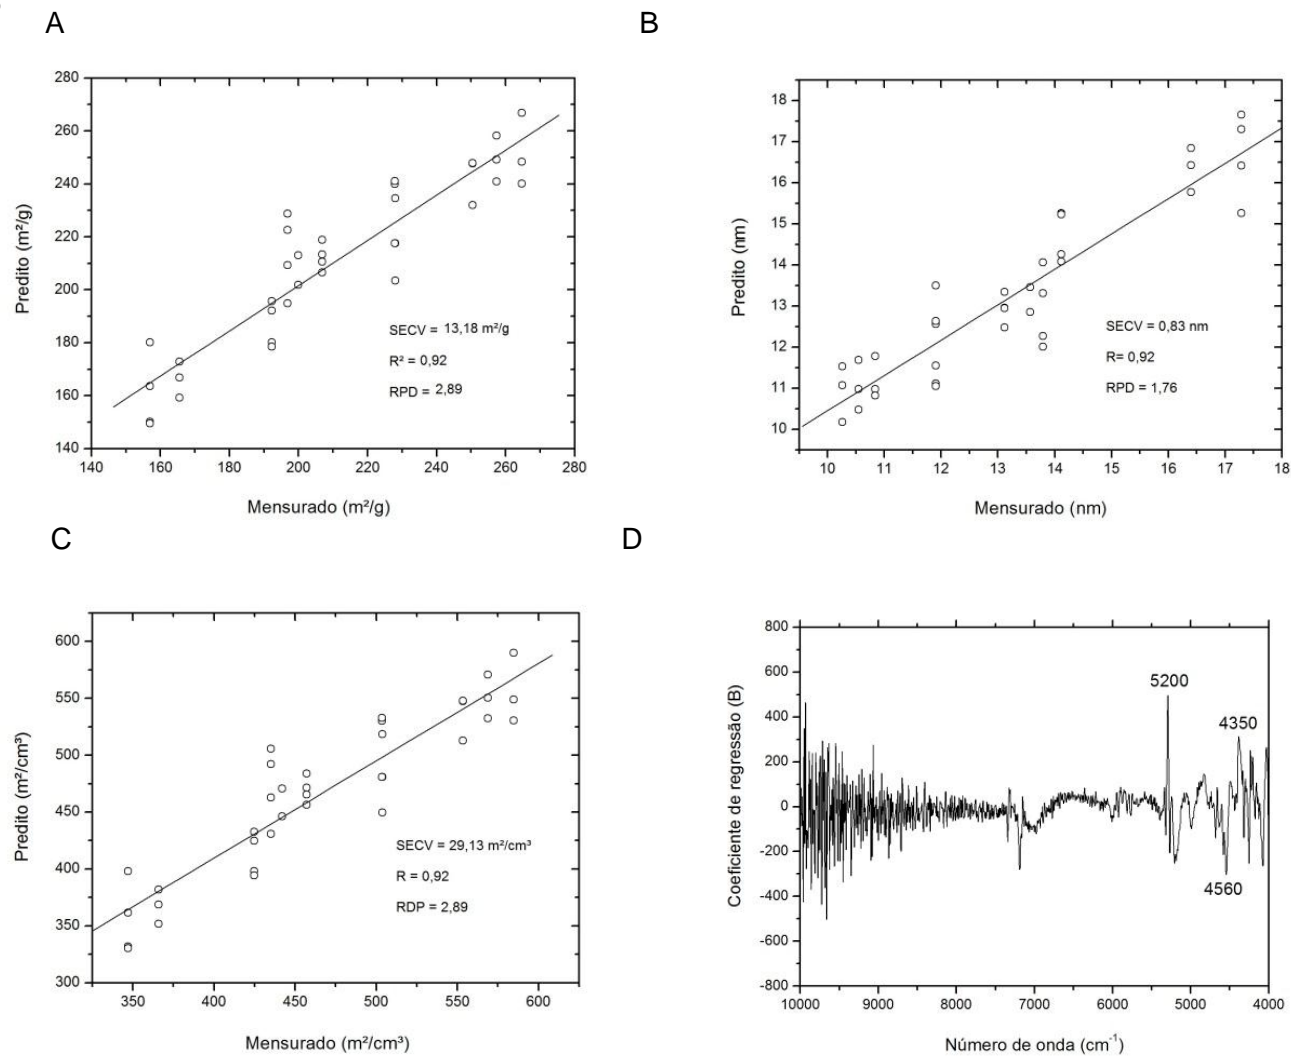 A
280
260
240
220
200
180
160
140
140 160 180 200 220 240 260 280
Predito (m²/g)
Mensurado (m²/g)
SECV = 13,18 m²/g
R² = 0,92
RPD = 2,89
B
18
17
16
15
14
13
12
11
10
10 11 12 13 14 15 16 17 18
Predito (nm)
Mensurado (nm)
SECV = 0,83 nm
R= 0,92
RPD = 1,76
C
600
550
500
450
400
350
300
350 400 450 500 550 600
Predito (m²/cm³)
Mensurado (m²/cm³)
SECV = 29,13 m²/cm³
R = 0,92
RDP = 2,89
D
800
600
400
200
0
-200
-400
-600
-800
10000 9000 8000 7000 6000 5000 4000
Coeficiente de regressão (B)
Número de onda (cm⁻¹)
5200
4350
4560